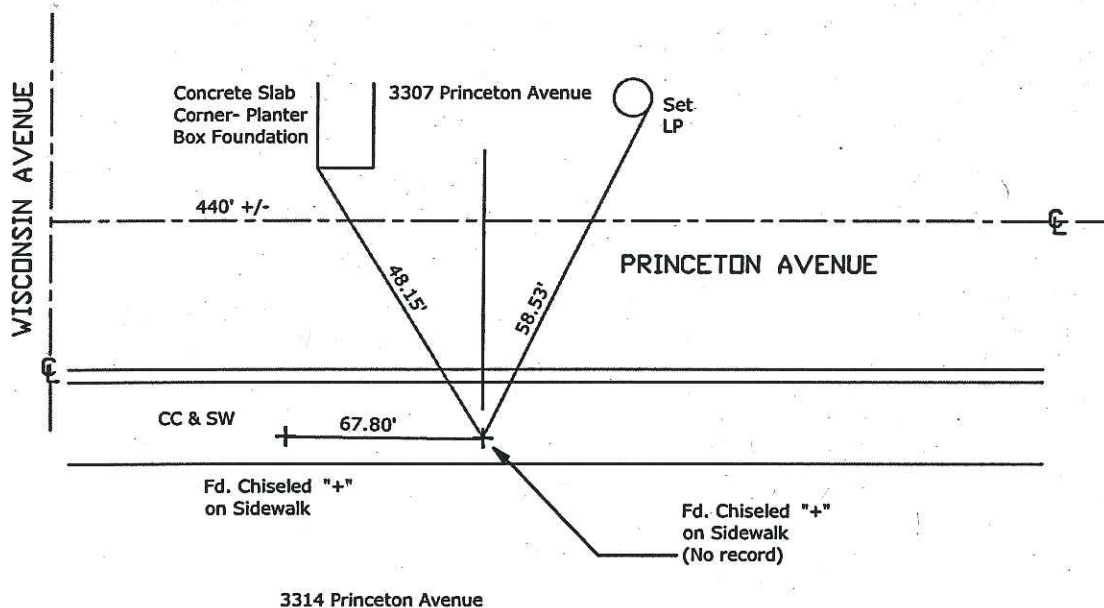 WISCONSIN AVENUE
Concrete Slab
Corner- Planter
Box Foundation
3307 Princeton Avenue
Set
LP
440' +/-
℄
PRINCETON AVENUE
48.15'
58.53'
℄
CC & SW
67.80'
Fd. Chiseled "+"
on Sidewalk
Fd. Chiseled "+"
on Sidewalk
(No record)
3314 Princeton Avenue